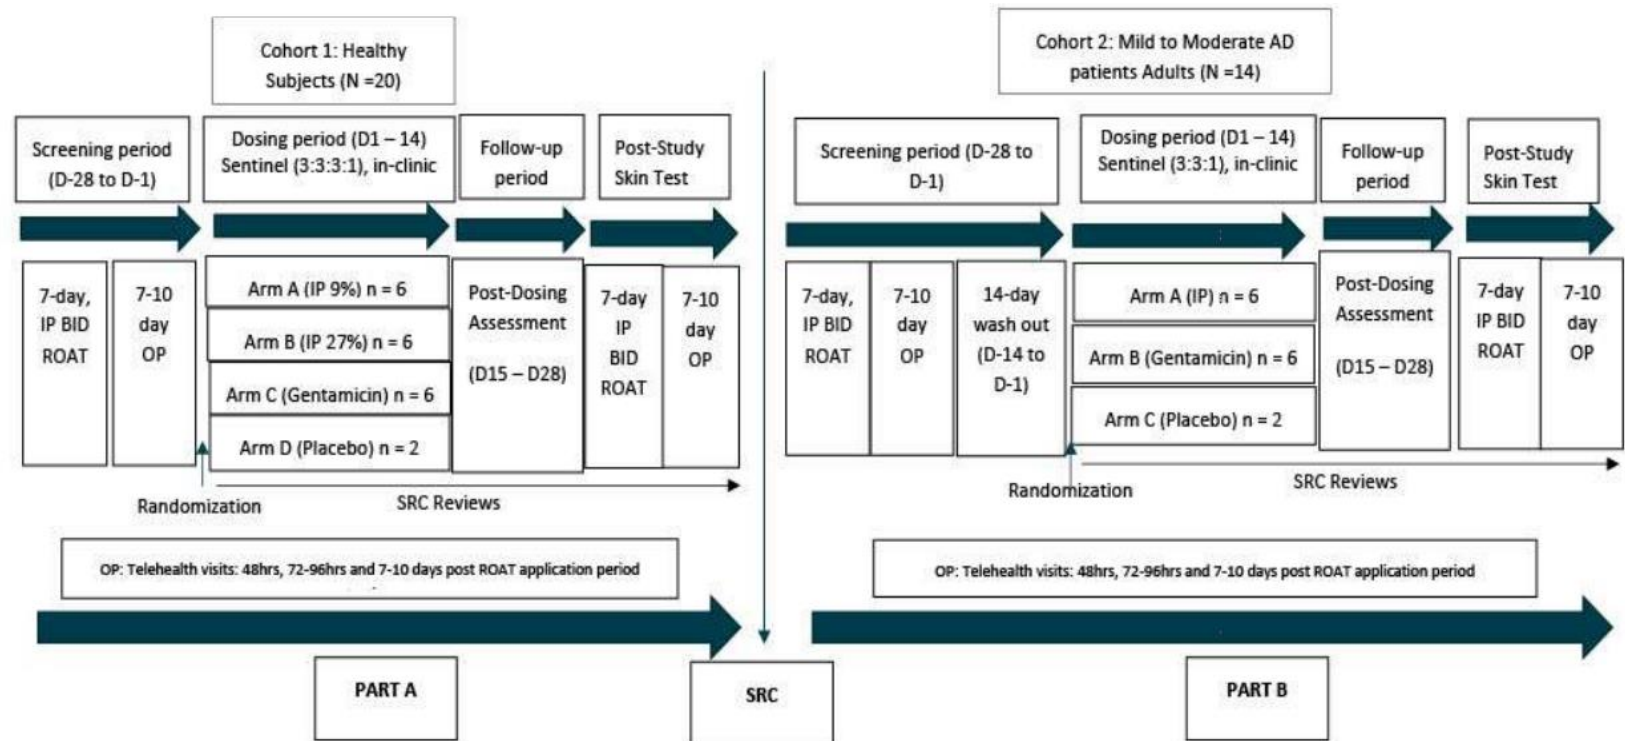 Cohort 1: Healthy
Subjects (N =20)
Screening period
(D-28 to D-1)
Dosing period (D1 – 14)
Sentinel (3:3:3:1), in-clinic
Follow-up
period
Post-Study
Skin Test
7-day,
IP BID
ROAT
7-10
day
OP
Arm A (IP 9%) n = 6
Arm B (IP 27%) n = 6
Arm C (Gentamicin) n = 6
Arm D (Placebo) n = 2
Post-Dosing
Assessment
(D15 – D28)
7-day
IP
BID
ROAT
7-10
day
OP
Randomization
SRC Reviews
OP: Telehealth visits: 48hrs, 72-96hrs and 7-10 days post ROAT application period
PART A
SRC
Cohort 2: Mild to Moderate AD
patients Adults (N =14)
Screening period (D-28 to
D-1)
Dosing period (D1 – 14)
Sentinel (3:3:1), in-clinic
Follow-up
period
Post-Study
Skin Test
7-day,
IP BID
ROAT
7-10
day
OP
14-day
wash out
(D-14 to
D-1)
Arm A (IP) n = 6
Arm B (Gentamicin) n = 6
Arm C (Placebo) n = 2
Post-Dosing
Assessment
(D15 – D28)
7-day
IP BID
ROAT
7-10
day
OP
Randomization
SRC Reviews
OP: Telehealth visits: 48hrs, 72-96hrs and 7-10 days post ROAT application period
PART B